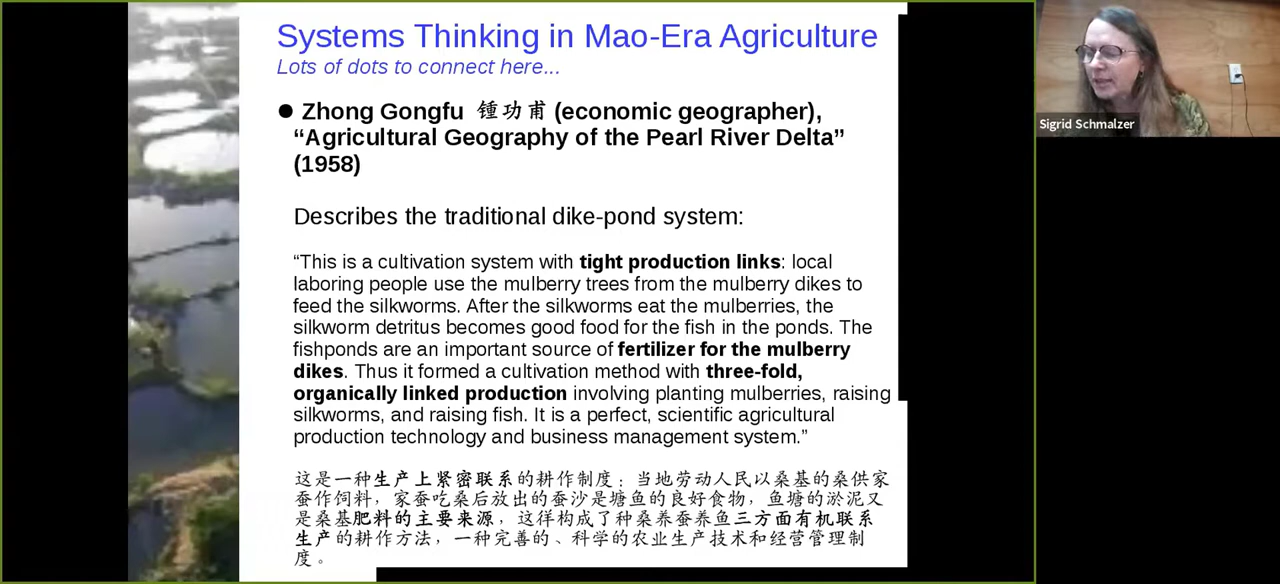 Systems Thinking in Mao-Era Agriculture
Lots of dots to connect here...
● Zhong Gongfu 锺功甫 (economic geographer),
“Agricultural Geography of the Pearl River Delta”
(1958)
Describes the traditional dike-pond system:
“This is a cultivation system with tight production links: local
laboring people use the mulberry trees from the mulberry dikes to
feed the silkworms. After the silkworms eat the mulberries, the
silkworm detritus becomes good food for the fish in the ponds. The
fishponds are an important source of fertilizer for the mulberry
dikes. Thus it formed a cultivation method with three-fold,
organically linked production involving planting mulberries, raising
silkworms, and raising fish. It is a perfect, scientific agricultural
production technology and business management system.”
这是一种生产上紧密联系的耕作制度：当地劳动人民以桑基的桑供家
蚕作饲料，家蚕吃桑后放出的蚕沙是塘鱼的良好食物，鱼塘的淤泥又
是桑基肥料的主要来源，这样构成了种桑养蚕养鱼三方面有机联系
生产的耕作方法，一种完善的、科学的农业生产技术和经营管理制
度。
Sigrid Schmalzer